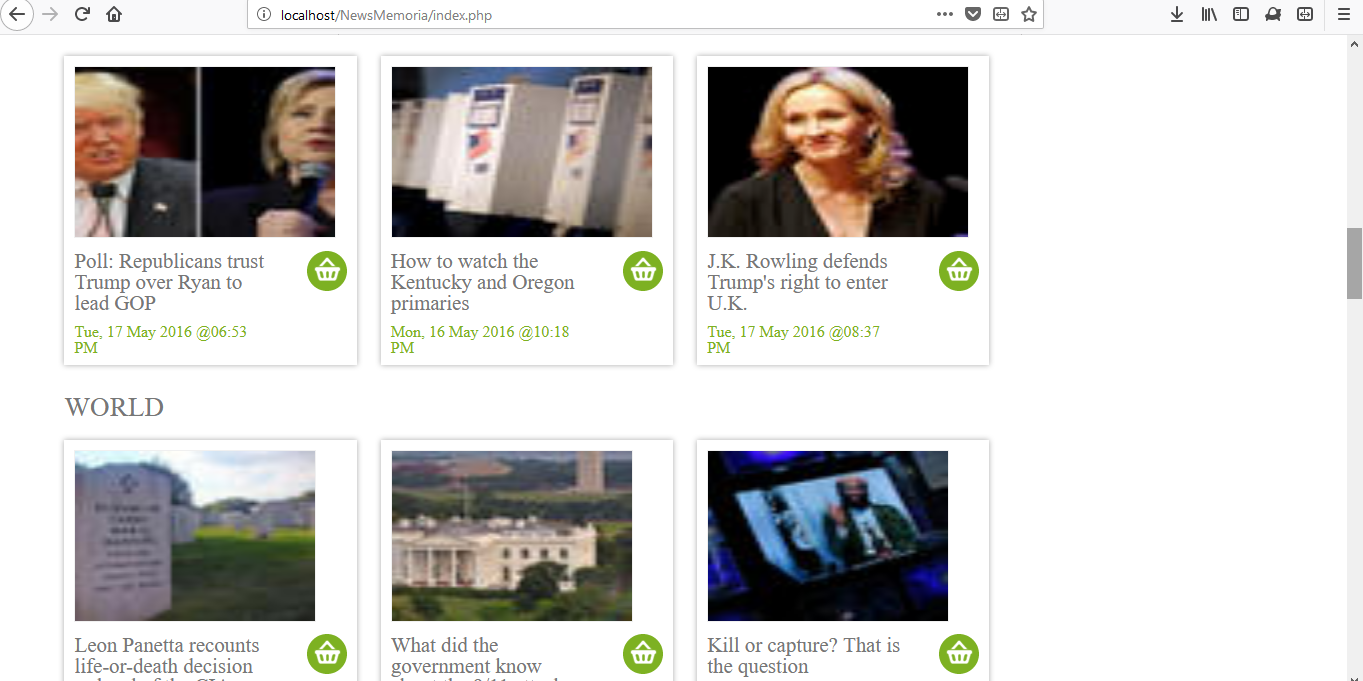 localhost/NewsMemoria/index.php
Poll: Republicans trust
Trump over Ryan to
lead GOP
Tue, 17 May 2016 @06:53
PM
How to watch the
Kentucky and Oregon
primaries
Mon, 16 May 2016 @10:18
PM
J.K. Rowling defends
Trump's right to enter
U.K.
Tue, 17 May 2016 @08:37
PM
WORLD
Leon Panetta recounts
life-or-death decision
What did the
government know
Kill or capture? That is
the question